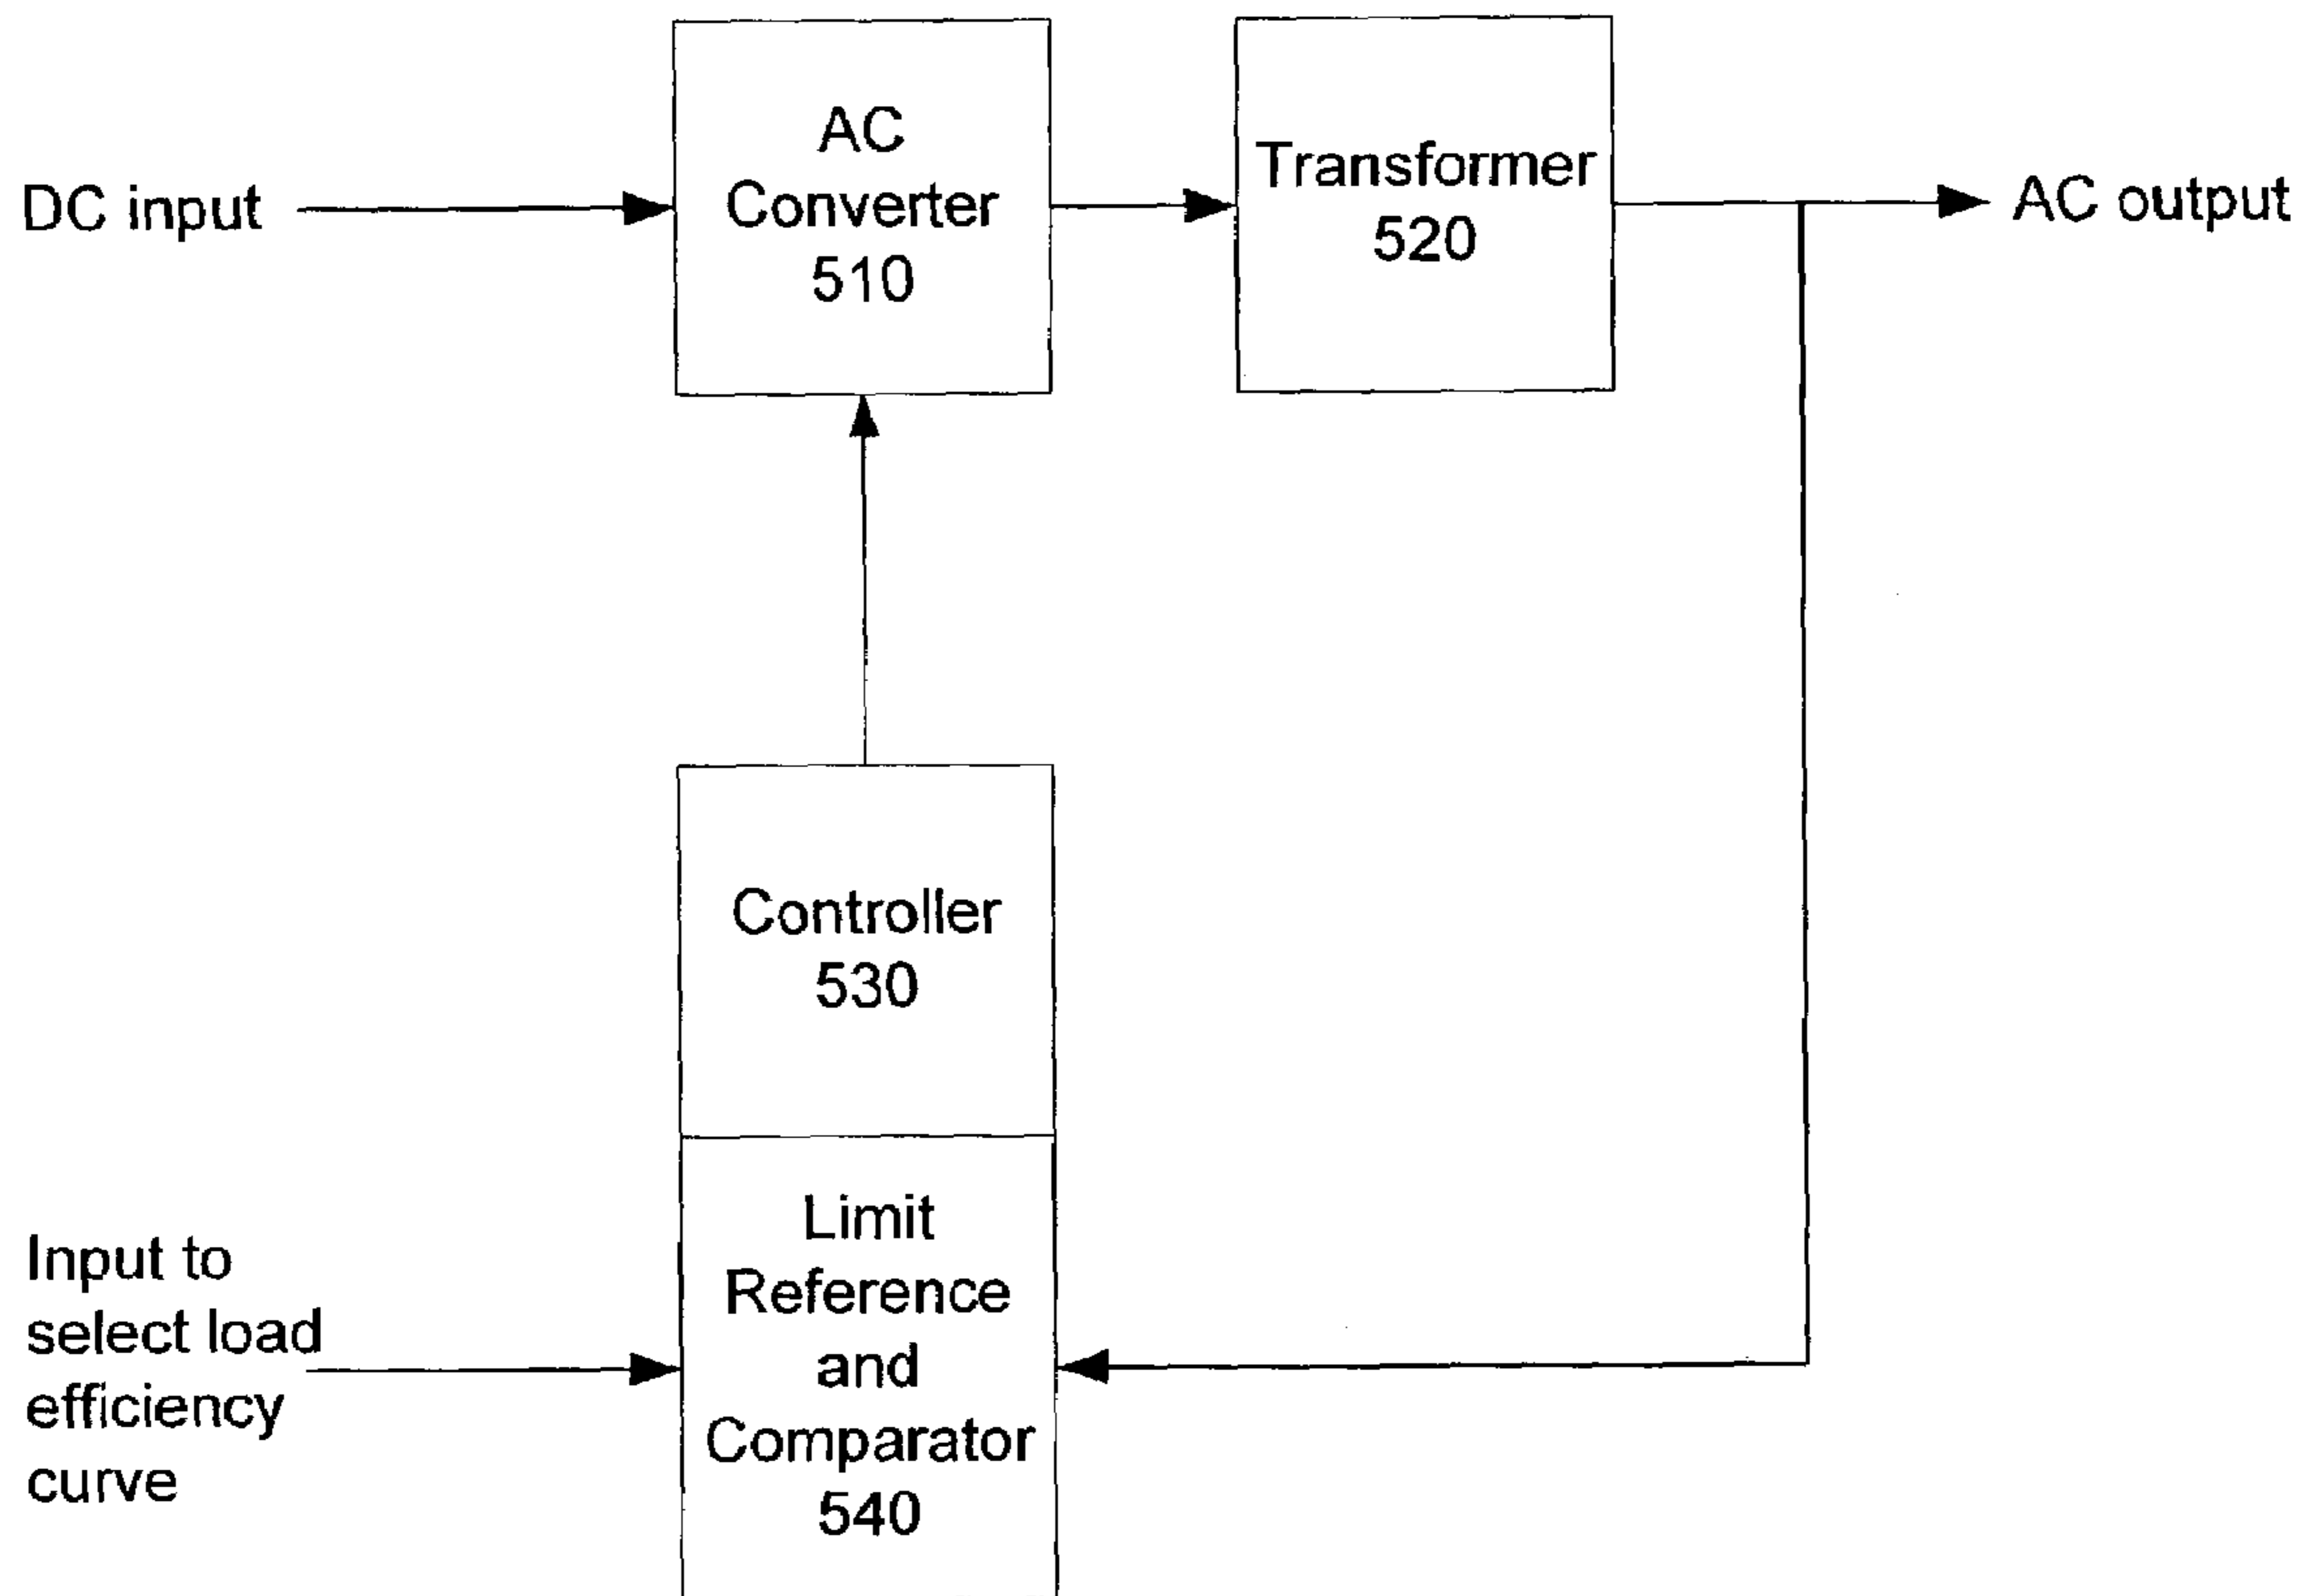 DC input
AC
Converter
510
Transformer
520
AC output
Controller
530
Input to
select load
efficiency
curve
Limit
Reference
and
Comparator
540